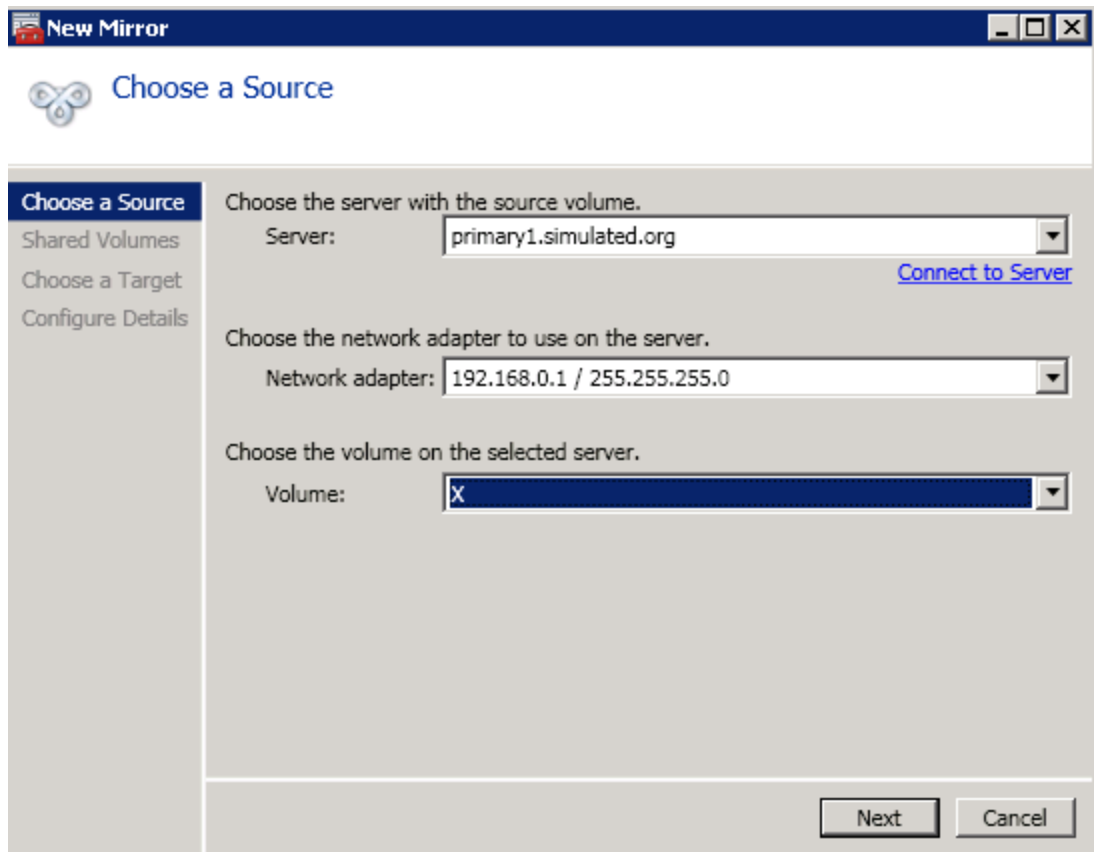 New Mirror
Choose a Source
Choose a Source
Shared Volumes
Choose a Target
Configure Details
Choose the server with the source volume.
Server: primary1.simulated.org
Connect to Server
Choose the network adapter to use on the server.
Network adapter: 192.168.0.1 / 255.255.255.0
Choose the volume on the selected server.
Volume: X
Next Cancel